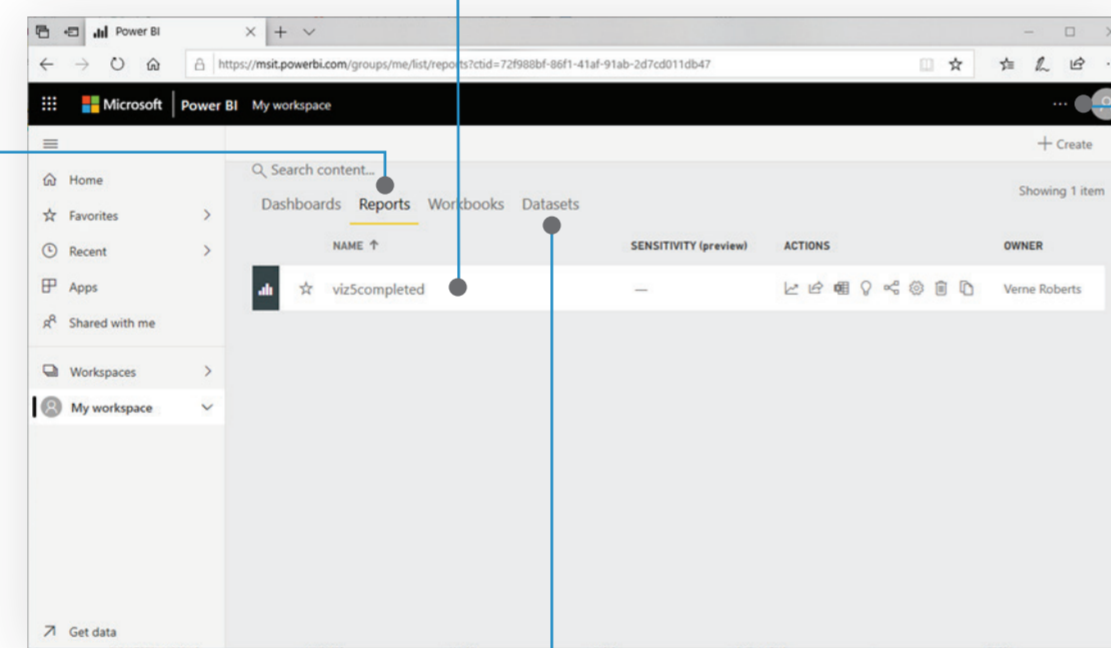 Power BI
https://msit.powerbi.com/groups/me/list/reports?ctid=72f988bf-86f1-41af-91ab-2d7cd011db47
Microsoft Power BI My workspace
+ Create
Home
Favorites
Recent
Apps
Shared with me
Workspaces
My workspace
Get data
Search content...
Showing 1 item
Dashboards Reports Workbooks Datasets
NAME SENSITIVITY (preview) ACTIONS OWNER
viz5completed — Verne Roberts